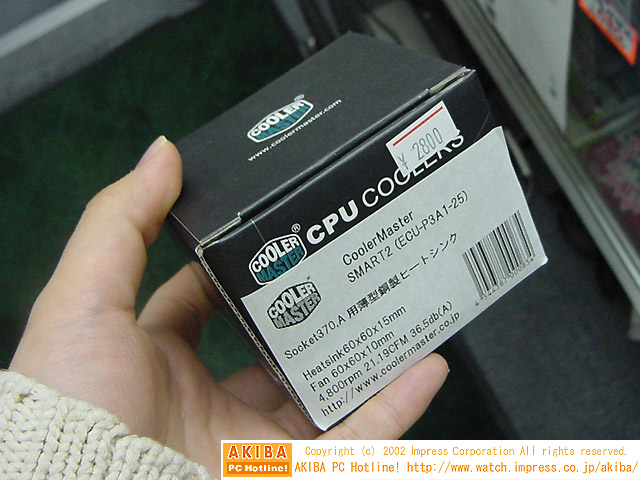 COOLER
MASTER
®
www.coolermaster.com
¥ 2800
COOLER
MASTER
®
CPU COOLERS
CoolerMaster
SMART2 (ECU-P3A1-25)
COOLER
MASTER
Socket370,A 用薄型銅製ヒートシンク
Heatsink60x60x15mm
Fan 60x60x10mm
4,800rpm 21.19CFM 36.5db(A)
http://www.coolermaster.co.jp
AKIBA
PC Hotline!
Copyright (c) 2002 Impress Corporation All rights reserved.
AKIBA PC Hotline! http://www.watch.impress.co.jp/akiba/